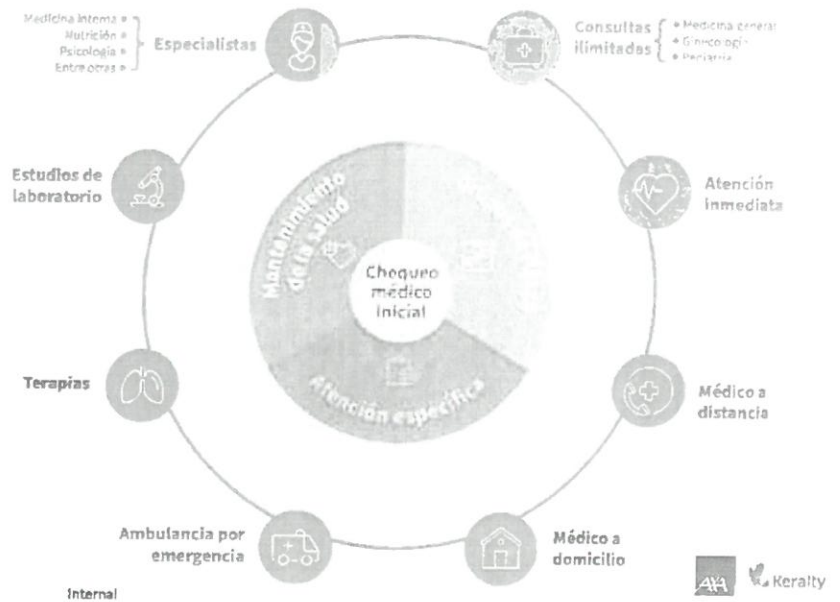 Medicina interna
Nutrición
Psicología
Entre otras
Especialistas
Consultas
ilimitadas
Medicina general
Ginecología
Pediatría
Estudios de
laboratorio
Atención
inmediata
Mantenimiento
de la salud
Chequeo
médico
inicial
Atención específica
Terapias
Médico a
distancia
Ambulancia por
emergencia
Médico a
domicilio
Internal
AXA
Keralty